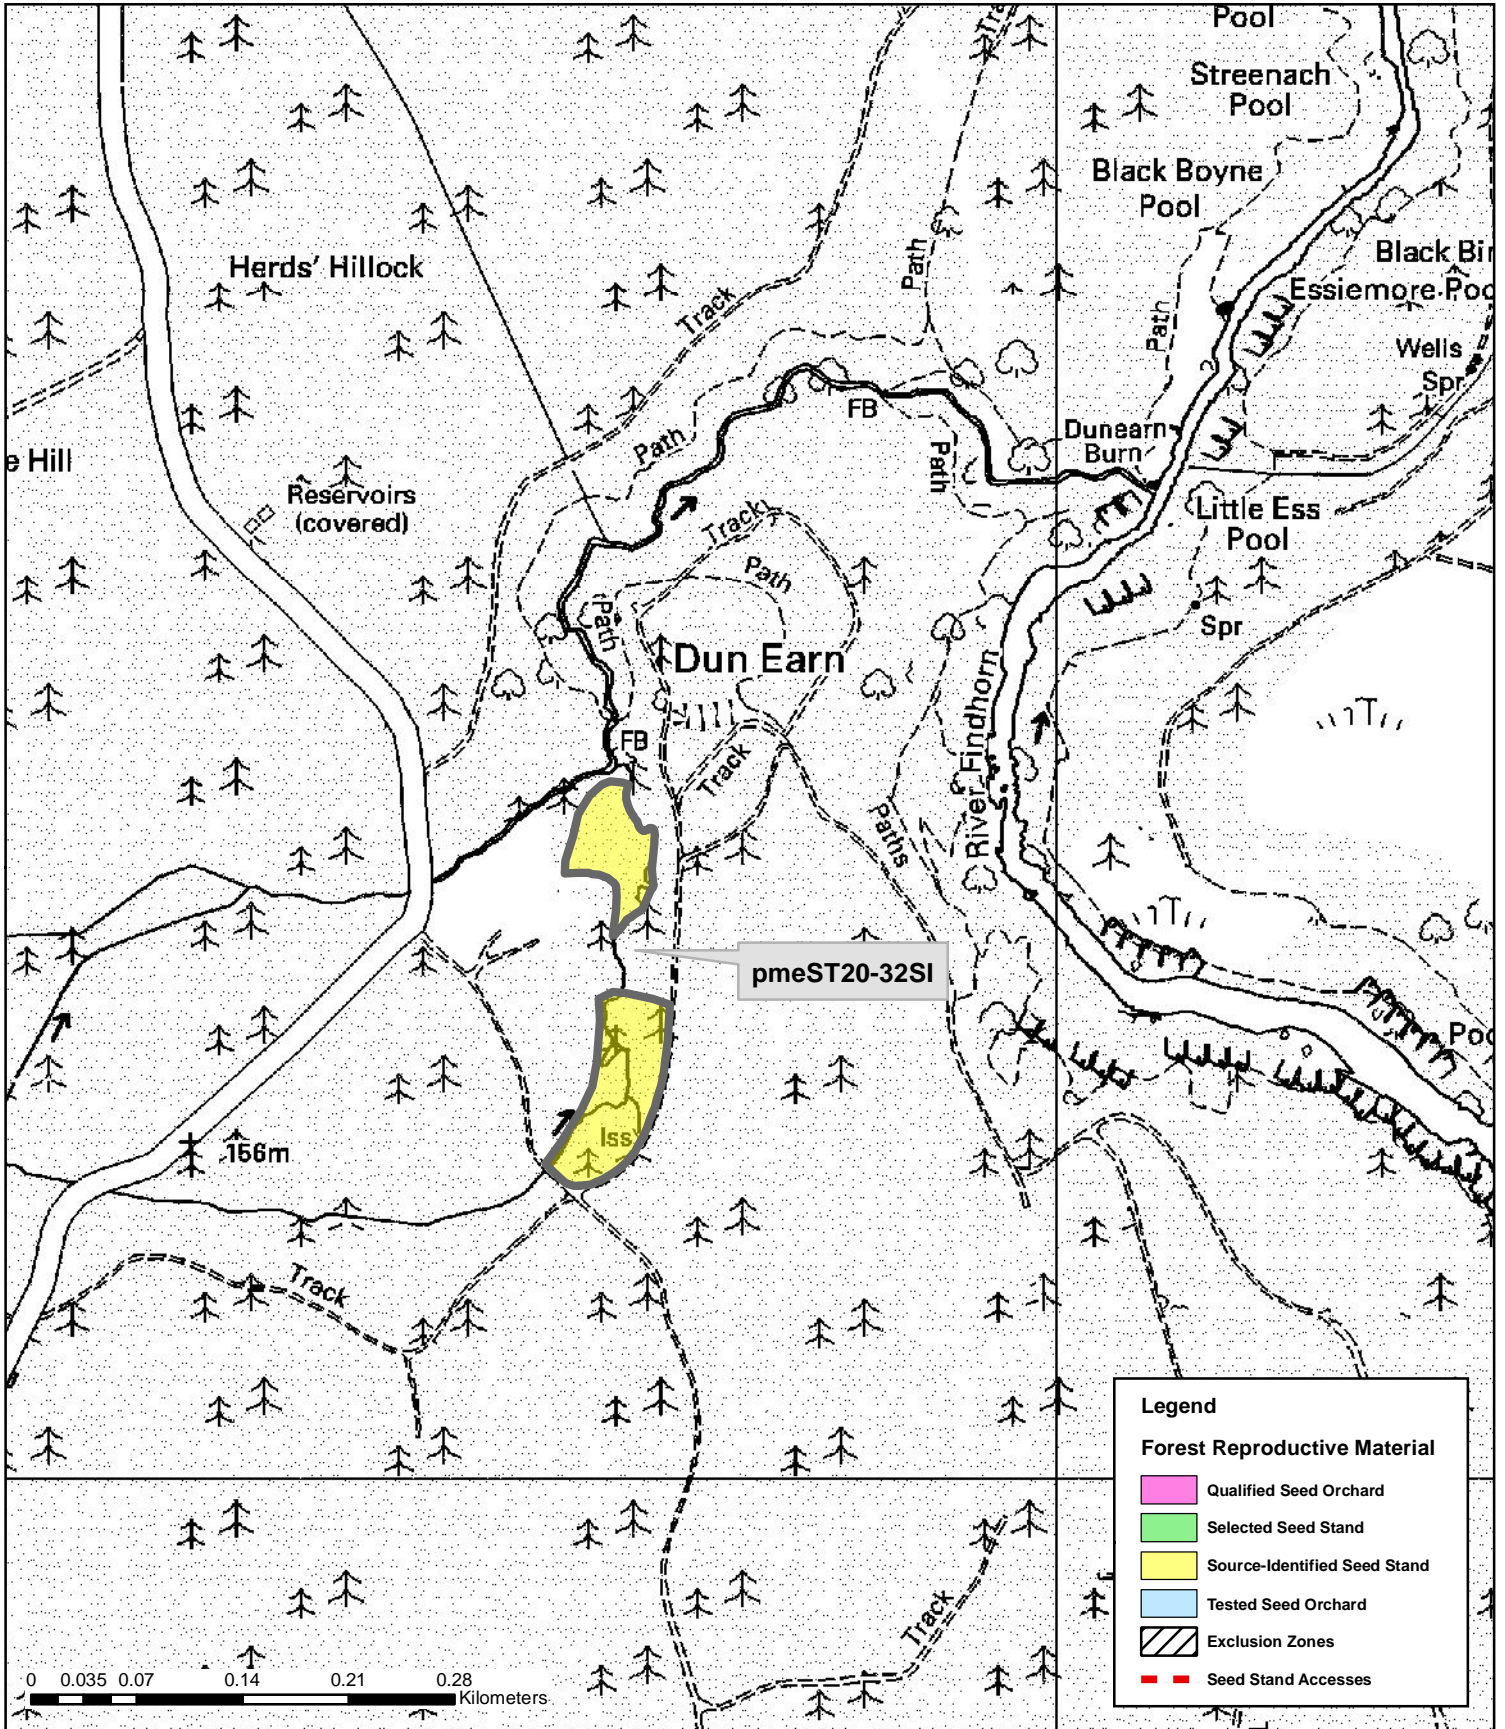 Pool
Streenach
Pool
Black Boyne
Pool
Path
Herds' Hillock
Track
Path
Essiemore
Wells
Spr
FB
Dunearn
Burn
Path
Path
Hill
Reservoirs
(covered)
Little Ess
Pool
Track
Path
Path
Spr
Dun Earn
River Findhorn
FB
Track
Paths
pmeST20-32SI
Iss
156m
Track
Track
Legend
Forest Reproductive Material
Qualified Seed Orchard
Selected Seed Stand
Source-Identified Seed Stand
Tested Seed Orchard
Exclusion Zones
Seed Stand Accesses
0 0.035 0.07 0.14 0.21 0.28
Kilometers